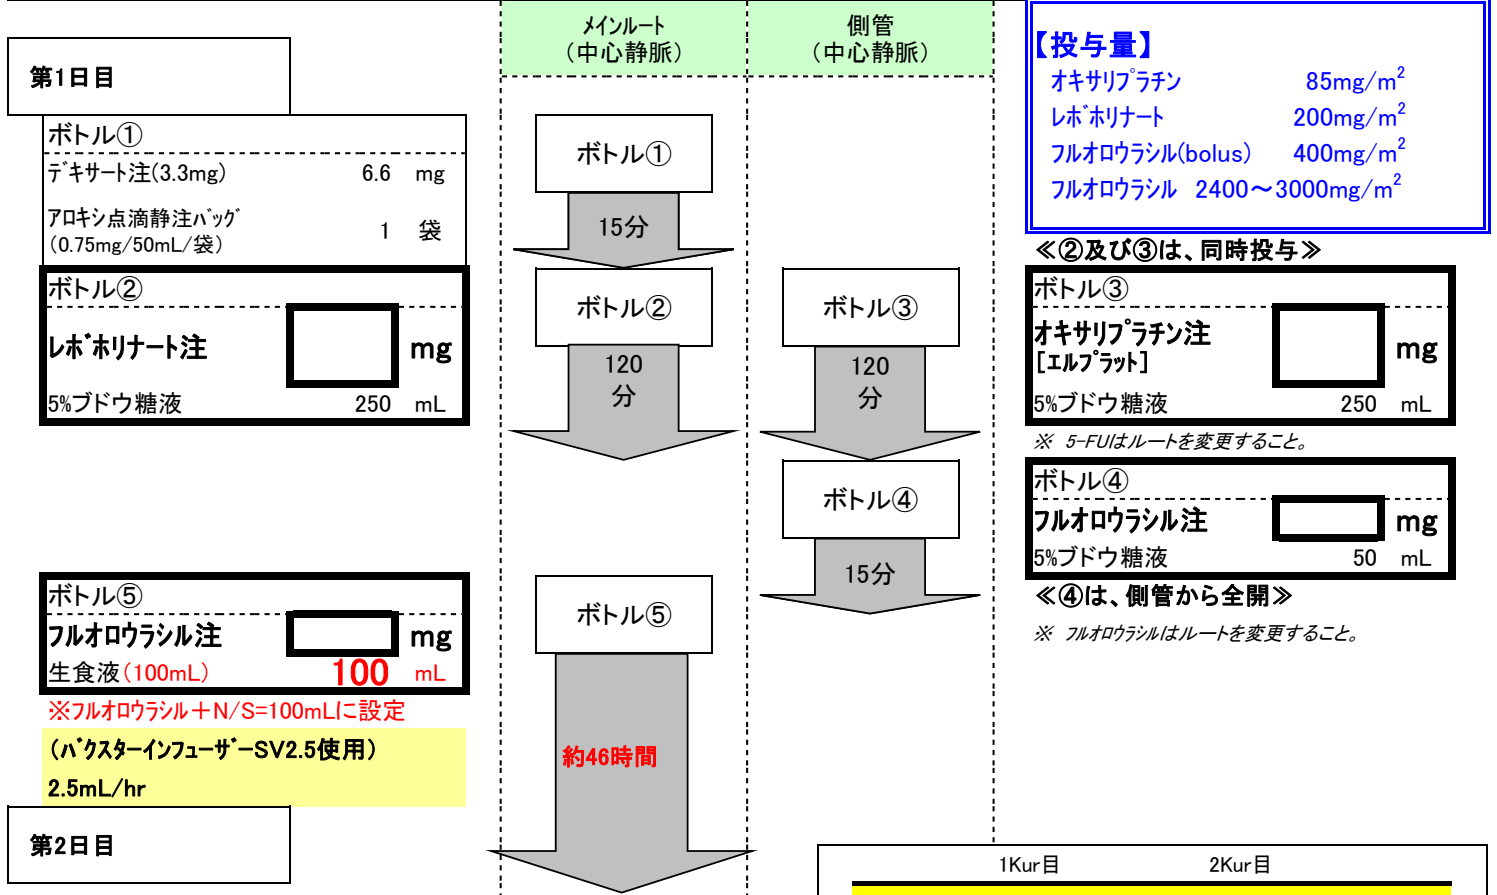 メインルート
（中心静脈）
側管
（中心静脈）
【投与量】
オキサリプラチン 85mg/m²
レボホリナート 200mg/m²
フルオロウラシル(bolus) 400mg/m²
フルオロウラシル 2400～3000mg/m²
第1日目
ボトル①
デキサート注(3.3mg) 6.6 mg
アロキシ点滴静注バッグ
(0.75mg/50mL/袋) 1 袋
ボトル①
15分
≪②及び③は、同時投与≫
ボトル②
レボホリナート注 mg
5%ブドウ糖液 250 mL
ボトル②
120
分
ボトル③
120
分
ボトル③
オキサリプラチン注
[エルプラット] mg
5%ブドウ糖液 250 mL
※ 5-FUはルートを変更すること。
ボトル④
15分
ボトル④
フルオロウラシル注 mg
5%ブドウ糖液 50 mL
≪④は、側管から全開≫
※ フルオロウラシルはルートを変更すること。
ボトル⑤
フルオロウラシル注 mg
生食液(100mL) 100 mL
※フルオロウラシル＋N/S=100mLに設定
（バクスターインフューザーSV2.5使用）
2.5mL/hr
ボトル⑤
約46時間
第2日目
1Kur目 2Kur目